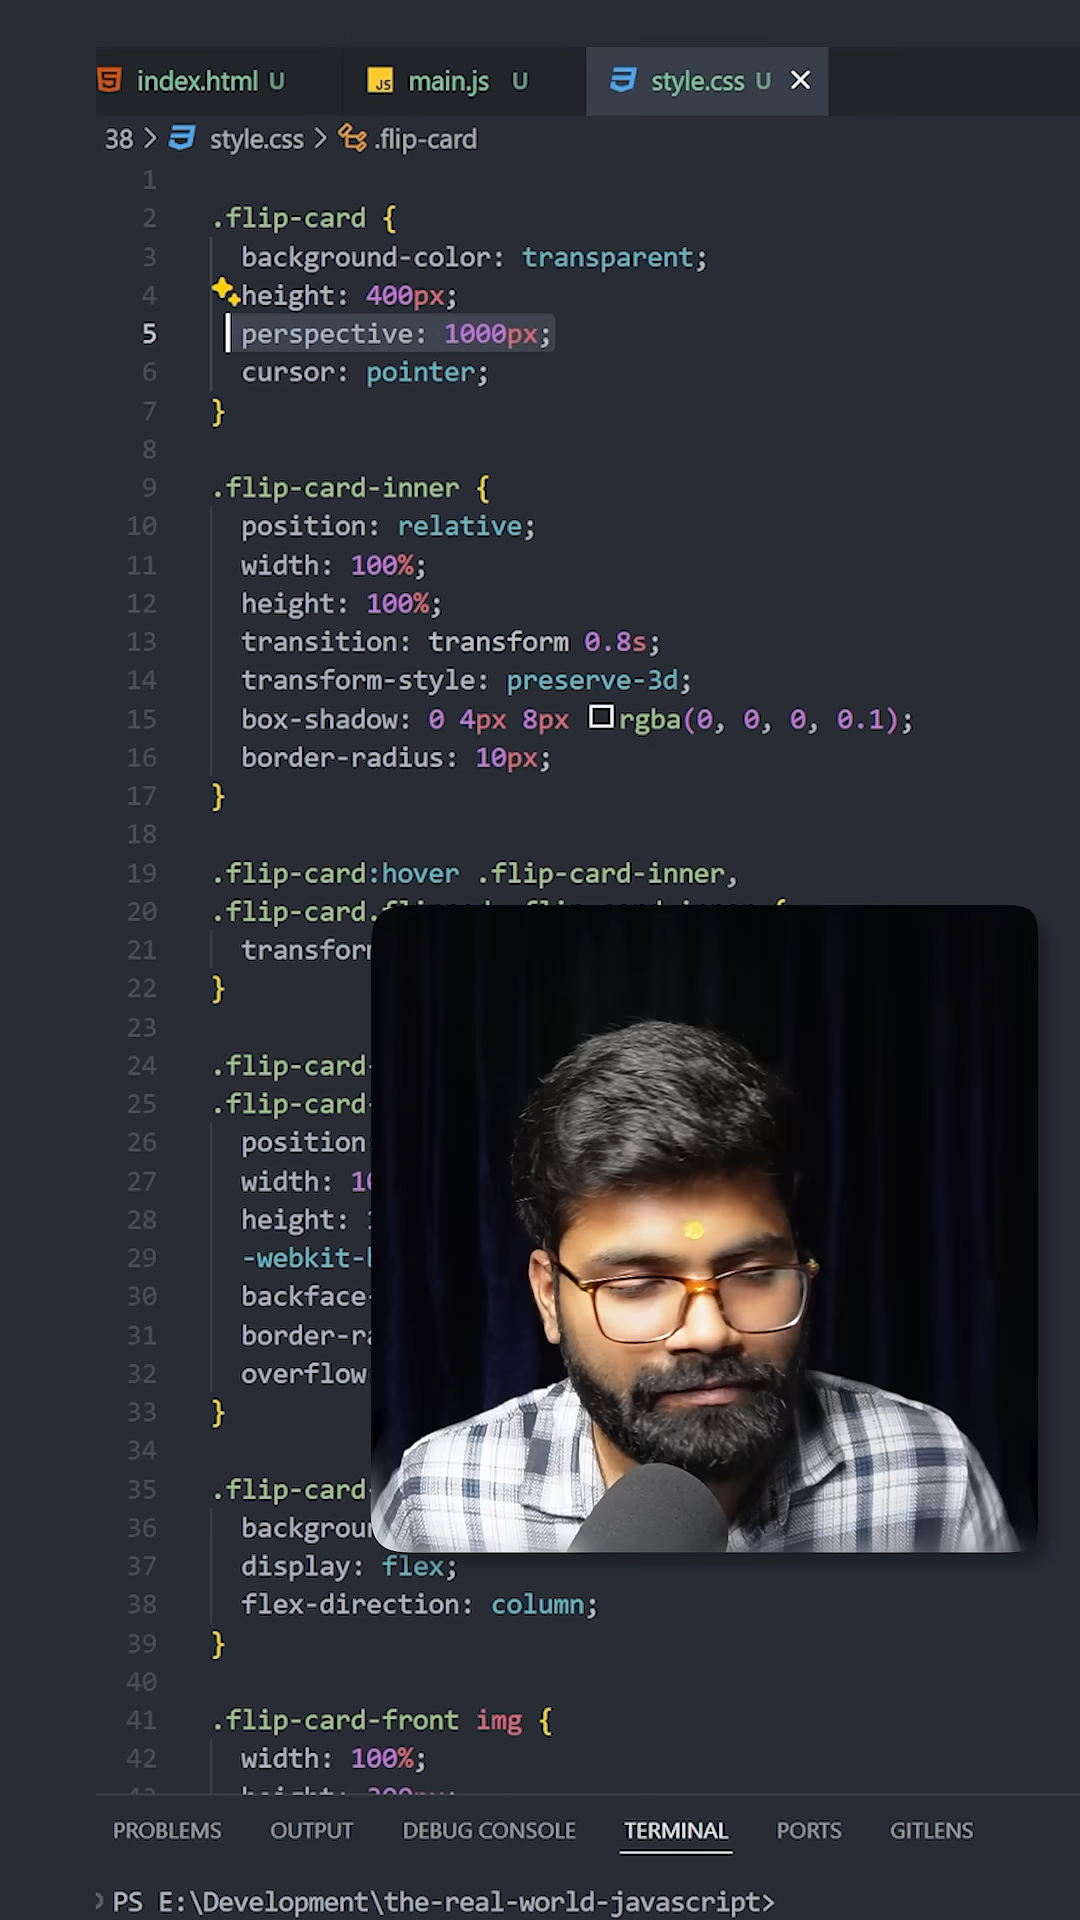 index.html U
main.js U
style.css U
38 > style.css > .flip-card
1
2 .flip-card {
3 background-color: transparent;
4 height: 400px;
5 perspective: 1000px;
6 cursor: pointer;
7 }
8
9 .flip-card-inner {
10 position: relative;
11 width: 100%;
12 height: 100%;
13 transition: transform 0.8s;
14 transform-style: preserve-3d;
15 box-shadow: 0 4px 8px rgba(0, 0, 0, 0.1);
16 border-radius: 10px;
17 }
18
19 .flip-card:hover .flip-card-inner,
20 .flip-card.
21 transfor
22 }
23
24 .flip-card-
25 .flip-card-
26 position
27 width: 10
28 height:
29 -webkit-b
30 backface-
31 border-ra
32 overflow
33 }
34
35 .flip-card-
36 backgroun
37 display: flex;
38 flex-direction: column;
39 }
40
41 .flip-card-front img {
42 width: 100%;
PROBLEMS OUTPUT DEBUG CONSOLE TERMINAL PORTS GITLENS
PS E:\Development\the-real-world-javascript>